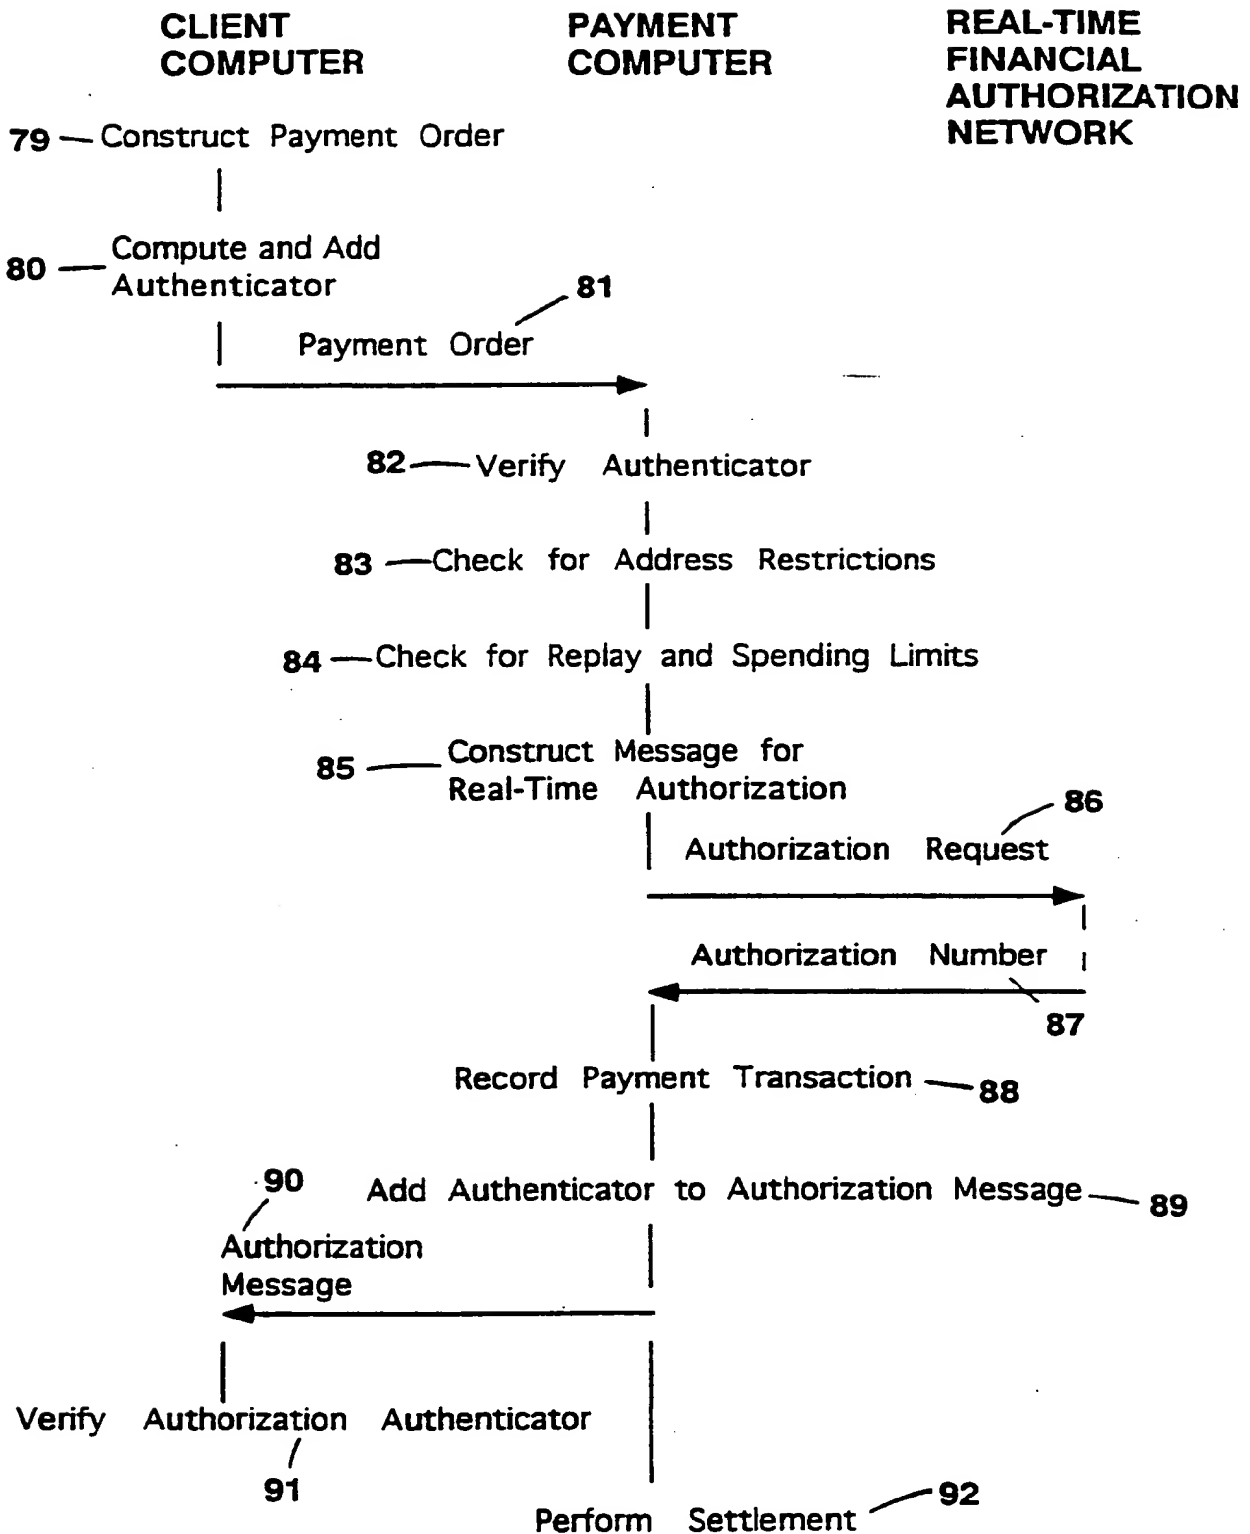 CLIENT
COMPUTER
PAYMENT
COMPUTER
REAL-TIME
FINANCIAL
AUTHORIZATION
NETWORK
79 Construct Payment Order
80 Compute and Add
Authenticator
81
Payment Order
82 Verify Authenticator
83 Check for Address Restrictions
84 Check for Replay and Spending Limits
85 Construct Message for
Real-Time Authorization
86
Authorization Request
Authorization Number
87
Record Payment Transaction 88
90
Add Authenticator to Authorization Message 89
Authorization
Message
Verify Authorization Authenticator
91
92
Perform Settlement